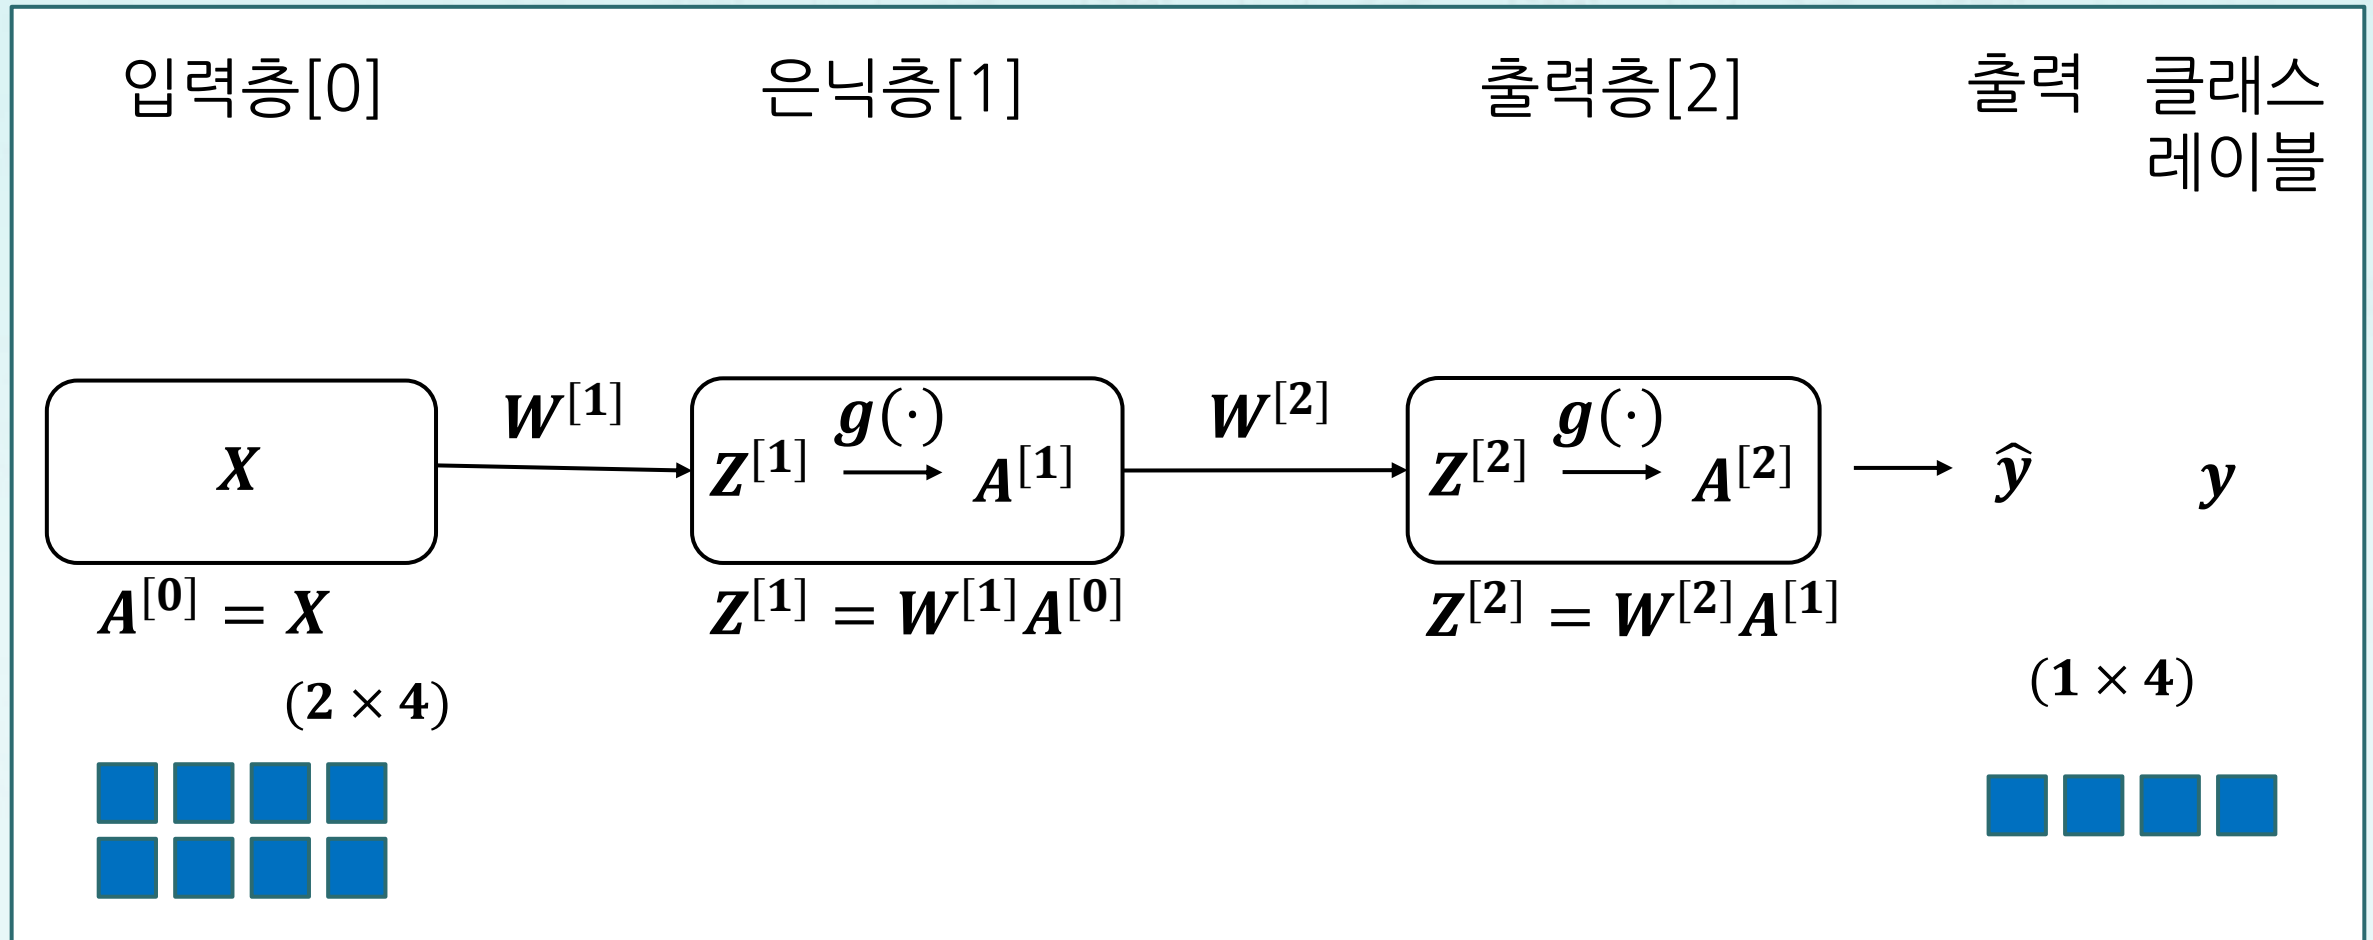 입력층[0]
은닉층[1]
출력층[2]
출력
클래스
레이블
X
W^[1]
Z^[1] g(·) → A^[1]
W^[2]
Z^[2] g(·) → A^[2]
ŷ
y
A^[0] = X
Z^[1] = W^[1]A^[0]
Z^[2] = W^[2]A^[1]
(2 × 4)
(1 × 4)